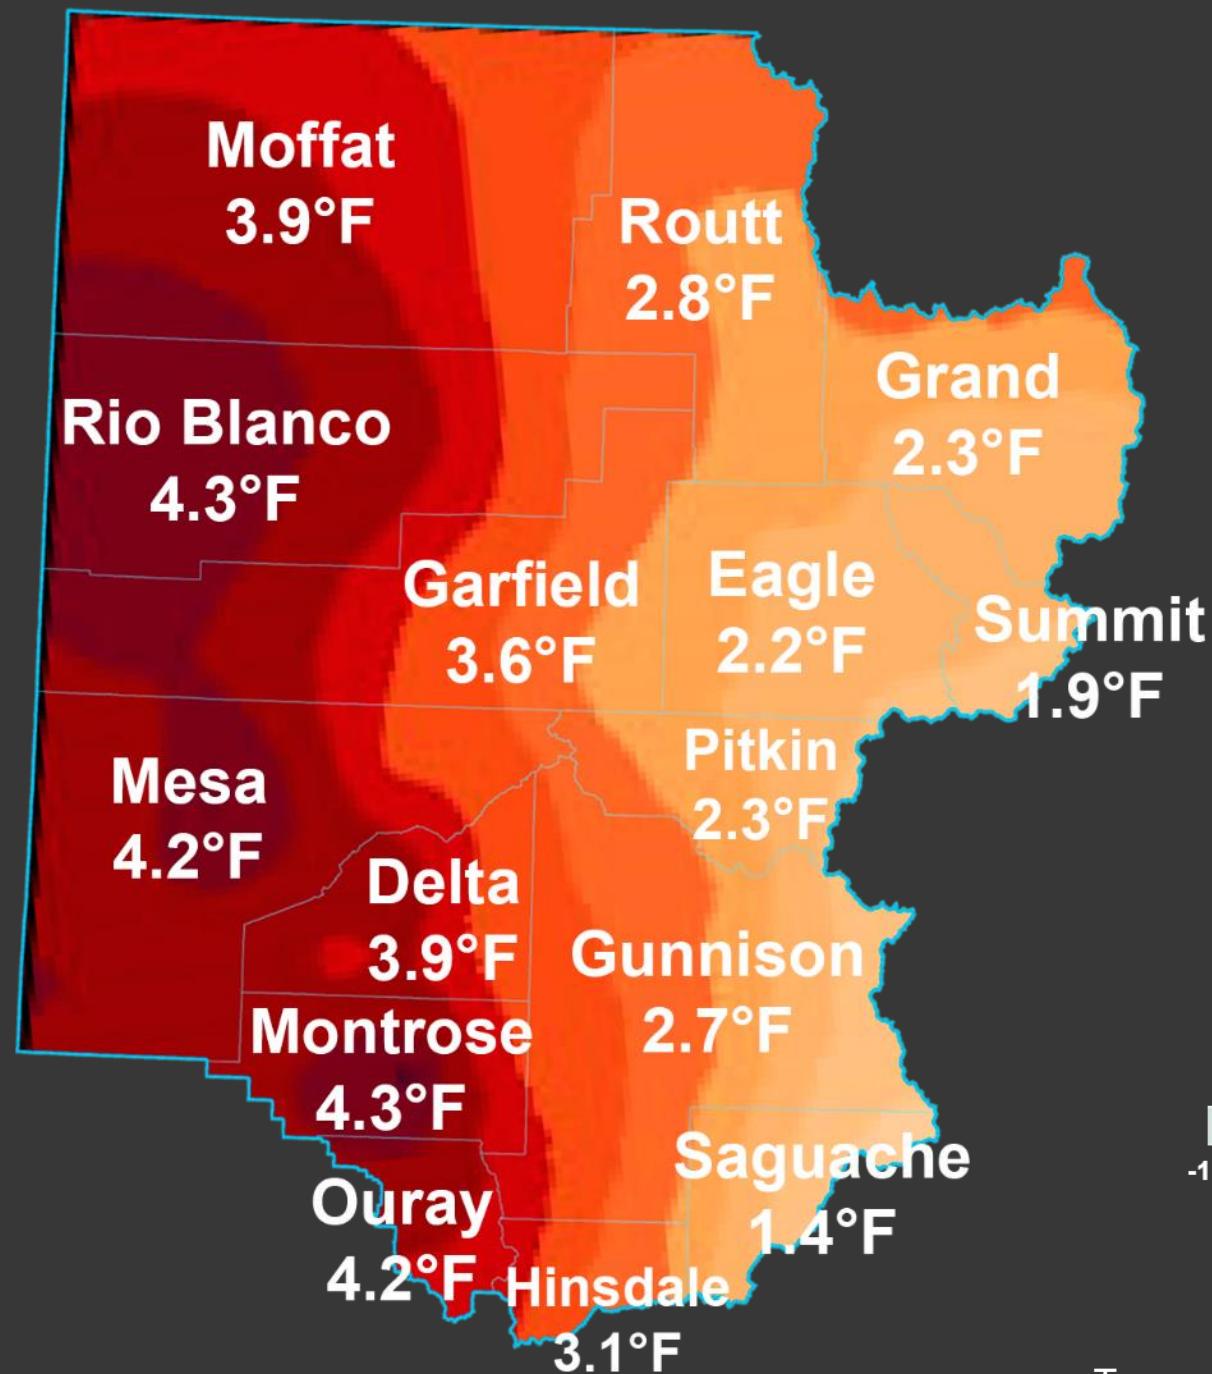 Moffat
3.9°F
Routt
2.8°F
Grand
2.3°F
Rio Blanco
4.3°F
Garfield
3.6°F
Eagle
2.2°F
Summit
1.9°F
Pitkin
2.3°F
Mesa
4.2°F
Delta
3.9°F
Gunnison
2.7°F
Montrose
4.3°F
Saguache
1.4°F
-1
Ouray
4.2°F
Hinsdale
3.1°F